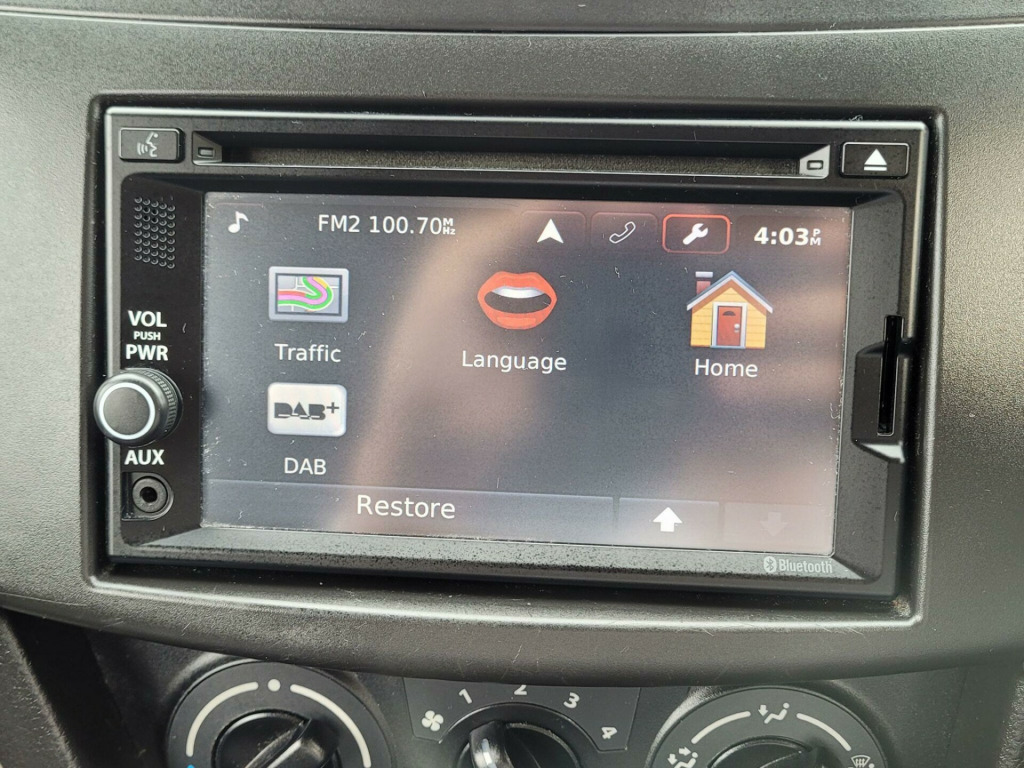 FM2 100.70MHz
4:03PM
VOL
PUSH
PWR
AUX
Traffic
Language
Home
DAB+
DAB
Restore
Bluetooth
1 2 3 4